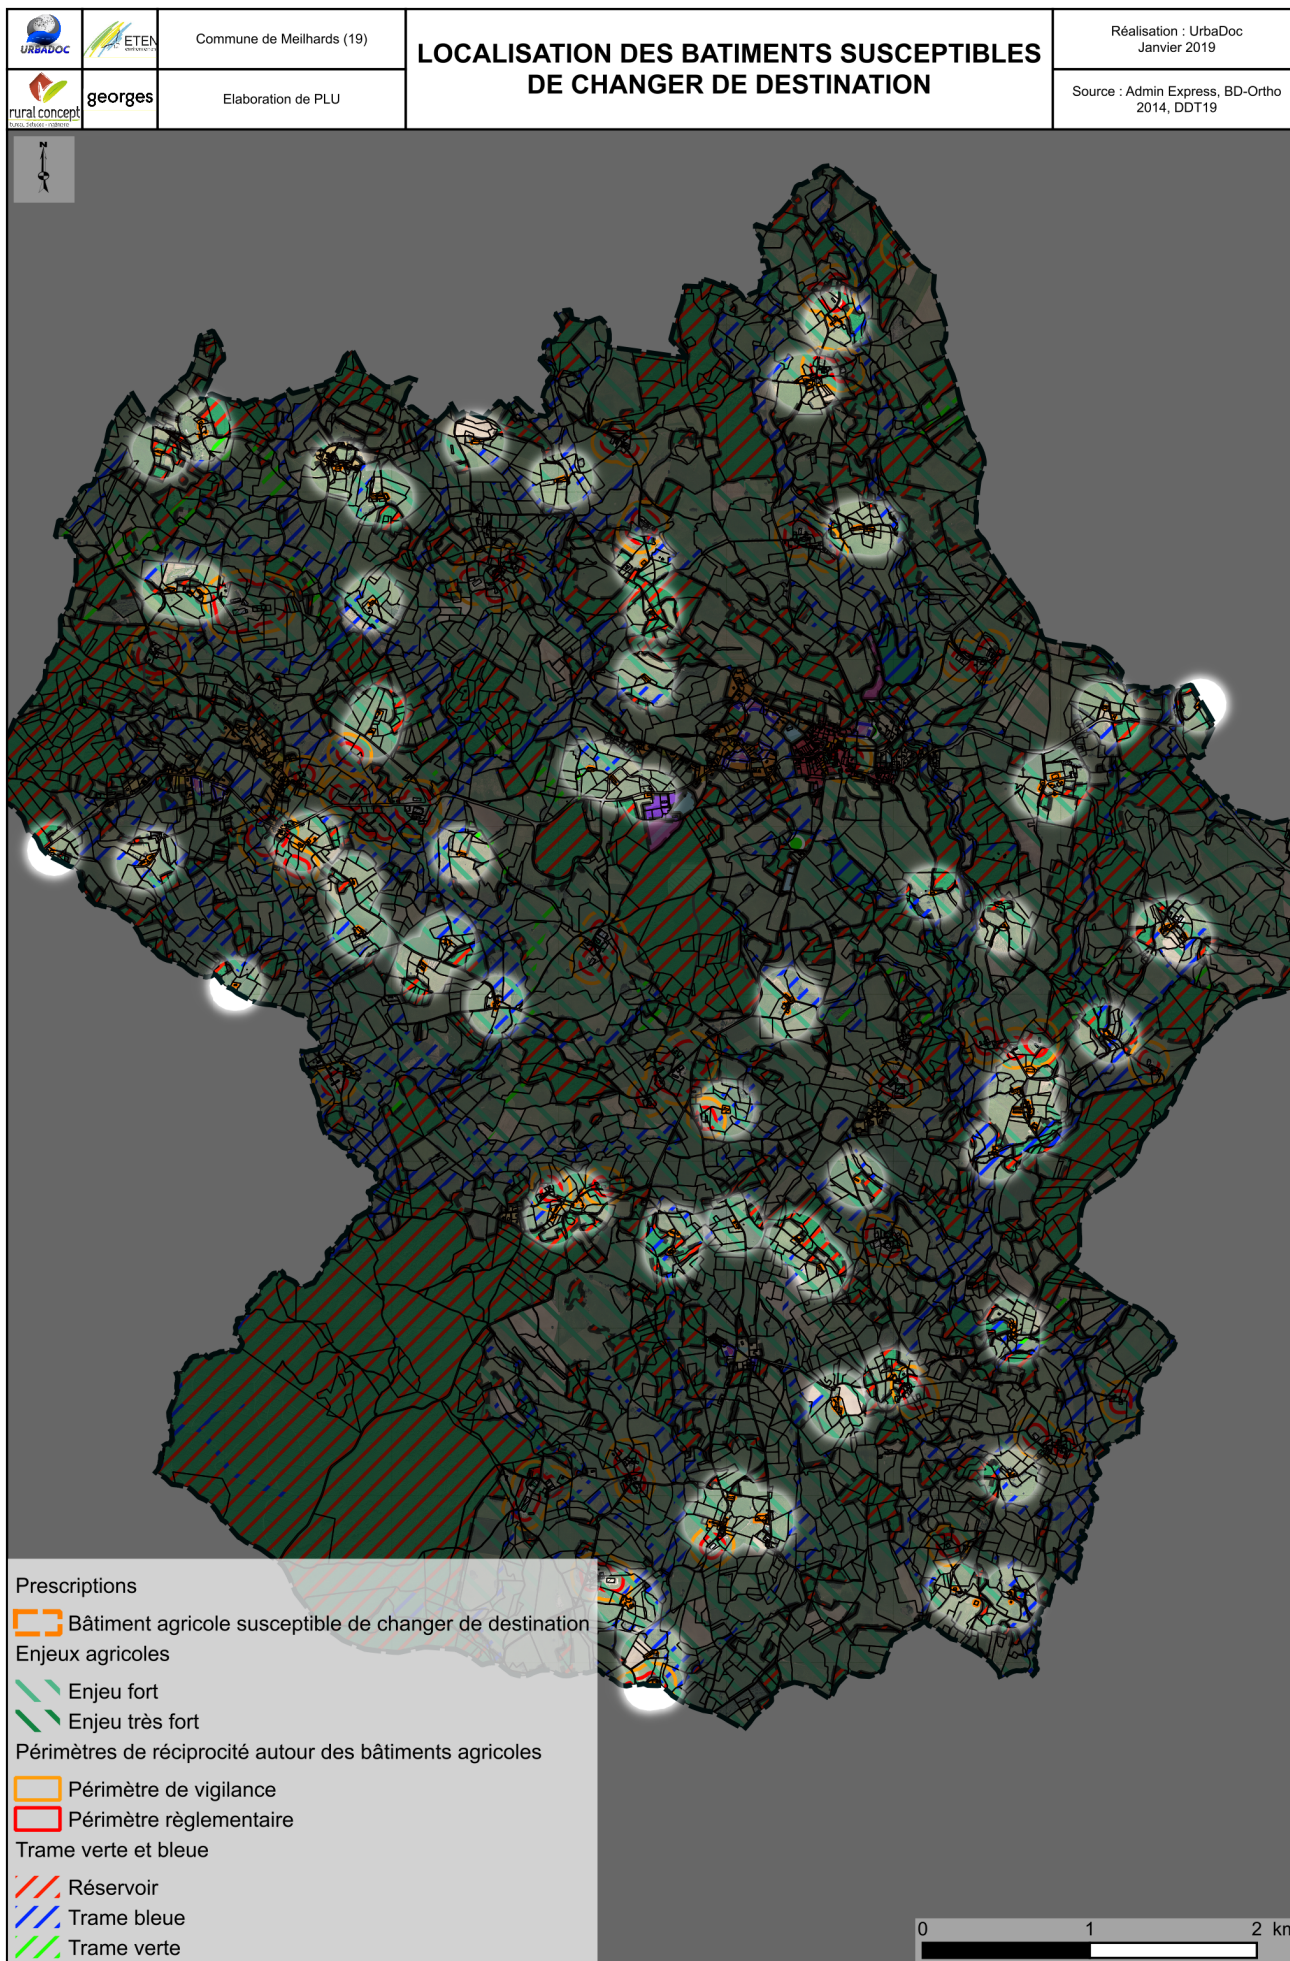 URBADOC
ETEN
Commune de Meilhards (19)
LOCALISATION DES BATIMENTS SUSCEPTIBLES
DE CHANGER DE DESTINATION
Réalisation : UrbaDoc
Janvier 2019
rural concept
georges
Elaboration de PLU
Source : Admin Express, BD-Ortho
2014, DDT19
N
Prescriptions
Bâtiment agricole susceptible de changer de destination
Enjeux agricoles
Enjeu fort
Enjeu très fort
Périmètres de réciprocité autour des bâtiments agricoles
Périmètre de vigilance
Périmètre règlementaire
Trame verte et bleue
Réservoir
Trame bleue
Trame verte
0 1 2 km